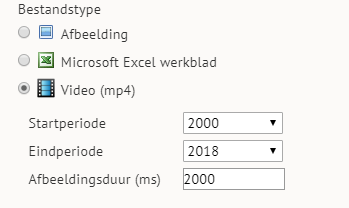 Bestandstype
Afbeelding
Microsoft Excel werkblad
Video (mp4)
Startperiode 2000
Eindperiode 2018
Afbeeldingsduur (ms) 2000